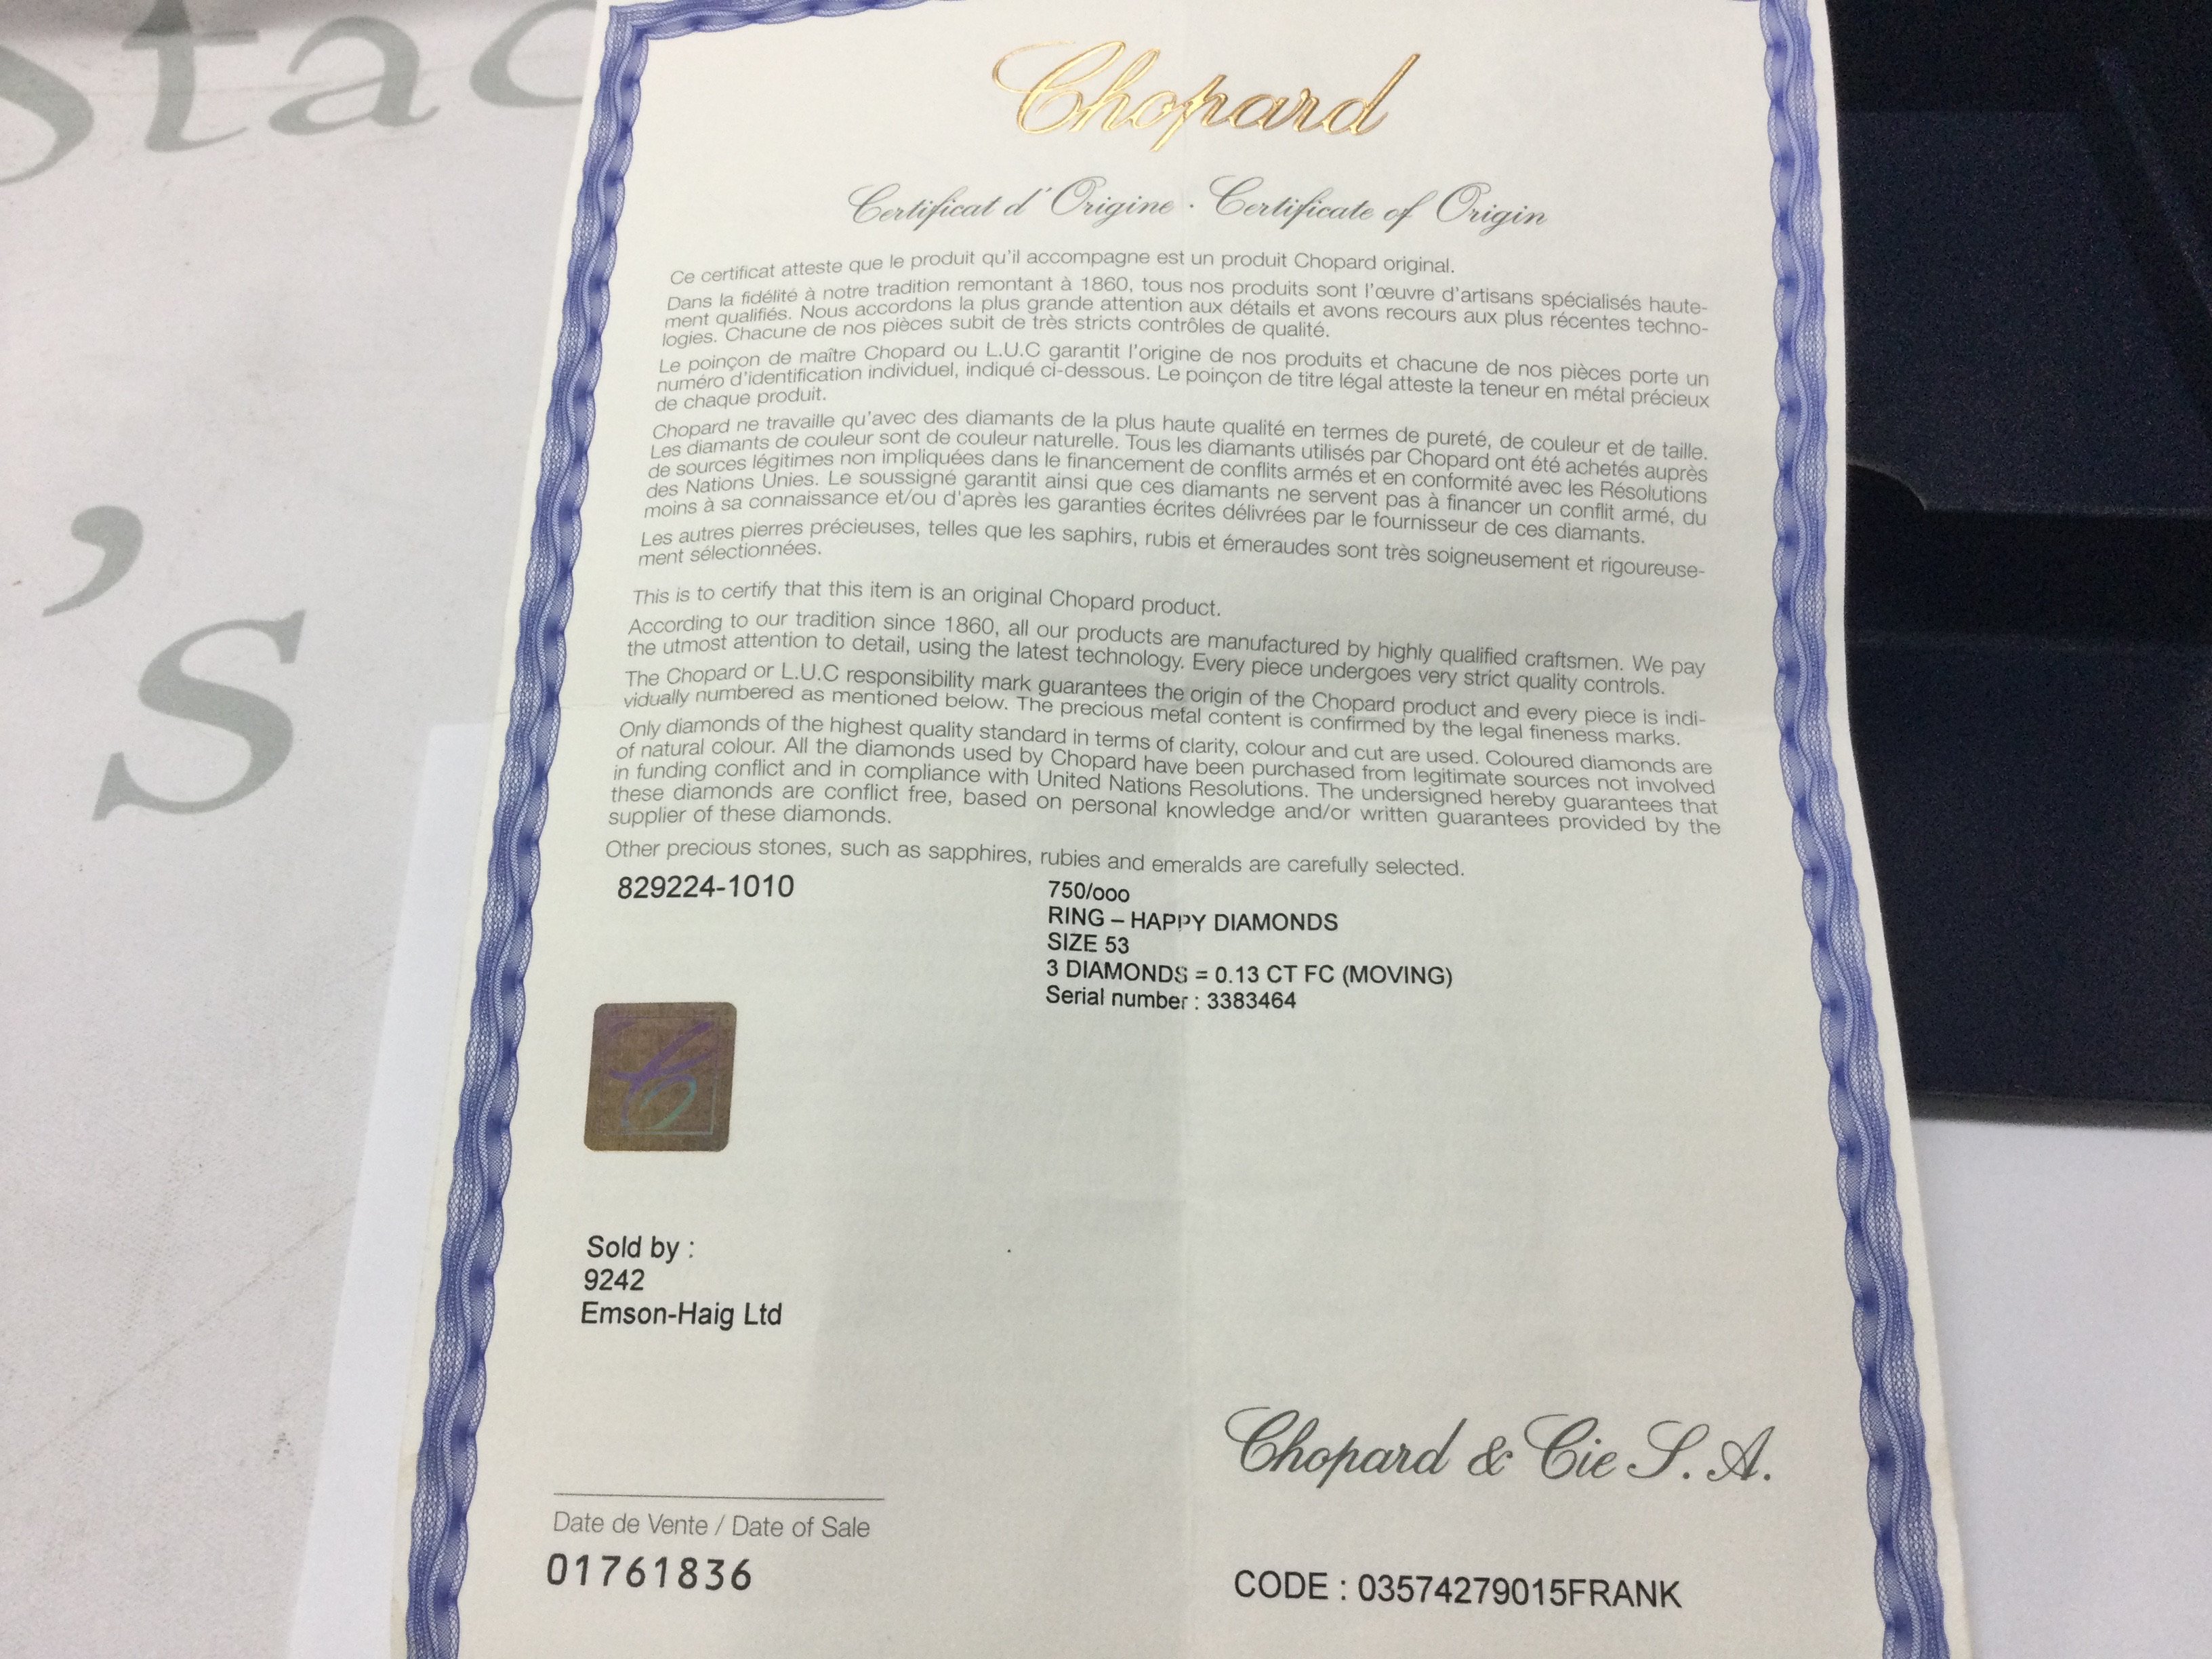 Stac
's
Chopard
Certificat d'Origine · Certificate of Origin
Ce certificat atteste que le produit qu'il accompagne est un produit Chopard original.
Dans la fidélité à notre tradition remontant à 1860, tous nos produits sont l'œuvre d'artisans spécialisés haute-
ment qualifiés. Nous accordons la plus grande attention aux détails et avons recours aux plus récentes techno-
logies. Chacune de nos pièces subit de très stricts contrôles de qualité.
Le poinçon de maître Chopard ou L.U.C garantit l'origine de nos produits et chacune de nos pièces porte un
numéro d'identification individuel, indiqué ci-dessous. Le poinçon de titre légal atteste la teneur en métal précieux
de chaque produit.
Chopard ne travaille qu'avec des diamants de la plus haute qualité en termes de pureté, de couleur et de taille.
Les diamants de couleur sont de couleur naturelle. Tous les diamants utilisés par Chopard ont été achetés auprès
de sources légitimes non impliquées dans le financement de conflits armés et en conformité avec les Résolutions
des Nations Unies. Le soussigné garantit ainsi que ces diamants ne servent pas à financer un conflit armé, du
moins à sa connaissance et/ou d'après les garanties écrites délivrées par le fournisseur de ces diamants.
Les autres pierres précieuses, telles que les saphirs, rubis et émeraudes sont très soigneusement et rigoureuse-
ment sélectionnées.
This is to certify that this item is an original Chopard product.
According to our tradition since 1860, all our products are manufactured by highly qualified craftsmen. We pay
the utmost attention to detail, using the latest technology. Every piece undergoes very strict quality controls.
The Chopard or L.U.C responsibility mark guarantees the origin of the Chopard product and every piece is indi-
vidually numbered as mentioned below. The precious metal content is confirmed by the legal fineness marks.
Only diamonds of the highest quality standard in terms of clarity, colour and cut are used. Coloured diamonds are
of natural colour. All the diamonds used by Chopard have been purchased from legitimate sources not involved
in funding conflict and in compliance with United Nations Resolutions. The undersigned hereby guarantees that
these diamonds are conflict free, based on personal knowledge and/or written guarantees provided by the
supplier of these diamonds.
Other precious stones, such as sapphires, rubies and emeralds are carefully selected.
829224-1010
750/ooo
RING – HAPPY DIAMONDS
SIZE 53
3 DIAMONDS = 0.13 CT FC (MOVING)
Serial number : 3383464
Sold by :
9242
Emson-Haig Ltd
Chopard & Cie S. A.
Date de Vente / Date of Sale
01761836
CODE : 03574279015FRANK